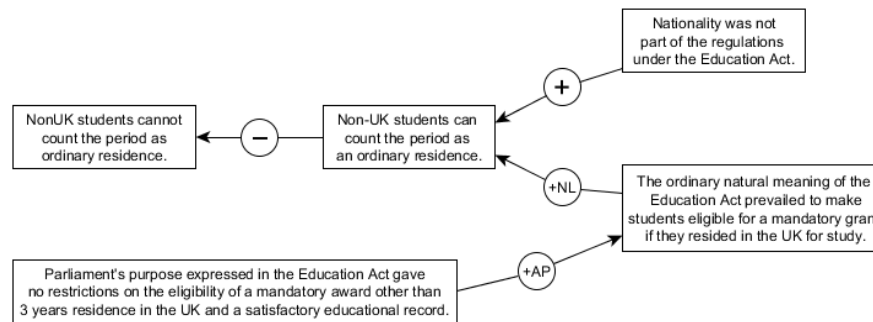 Nationality was not
part of the regulations
under the Education Act.
+
NonUK students cannot
count the period as
ordinary residence.
−
Non-UK students can
count the period as
an ordinary residence.
+NL
The ordinary natural meaning of the
Education Act prevailed to make
students eligible for a mandatory gran
if they resided in the UK for study.
+AP
Parliament's purpose expressed in the Education Act gave
no restrictions on the eligibility of a mandatory award other than
3 years residence in the UK and a satisfactory educational record.